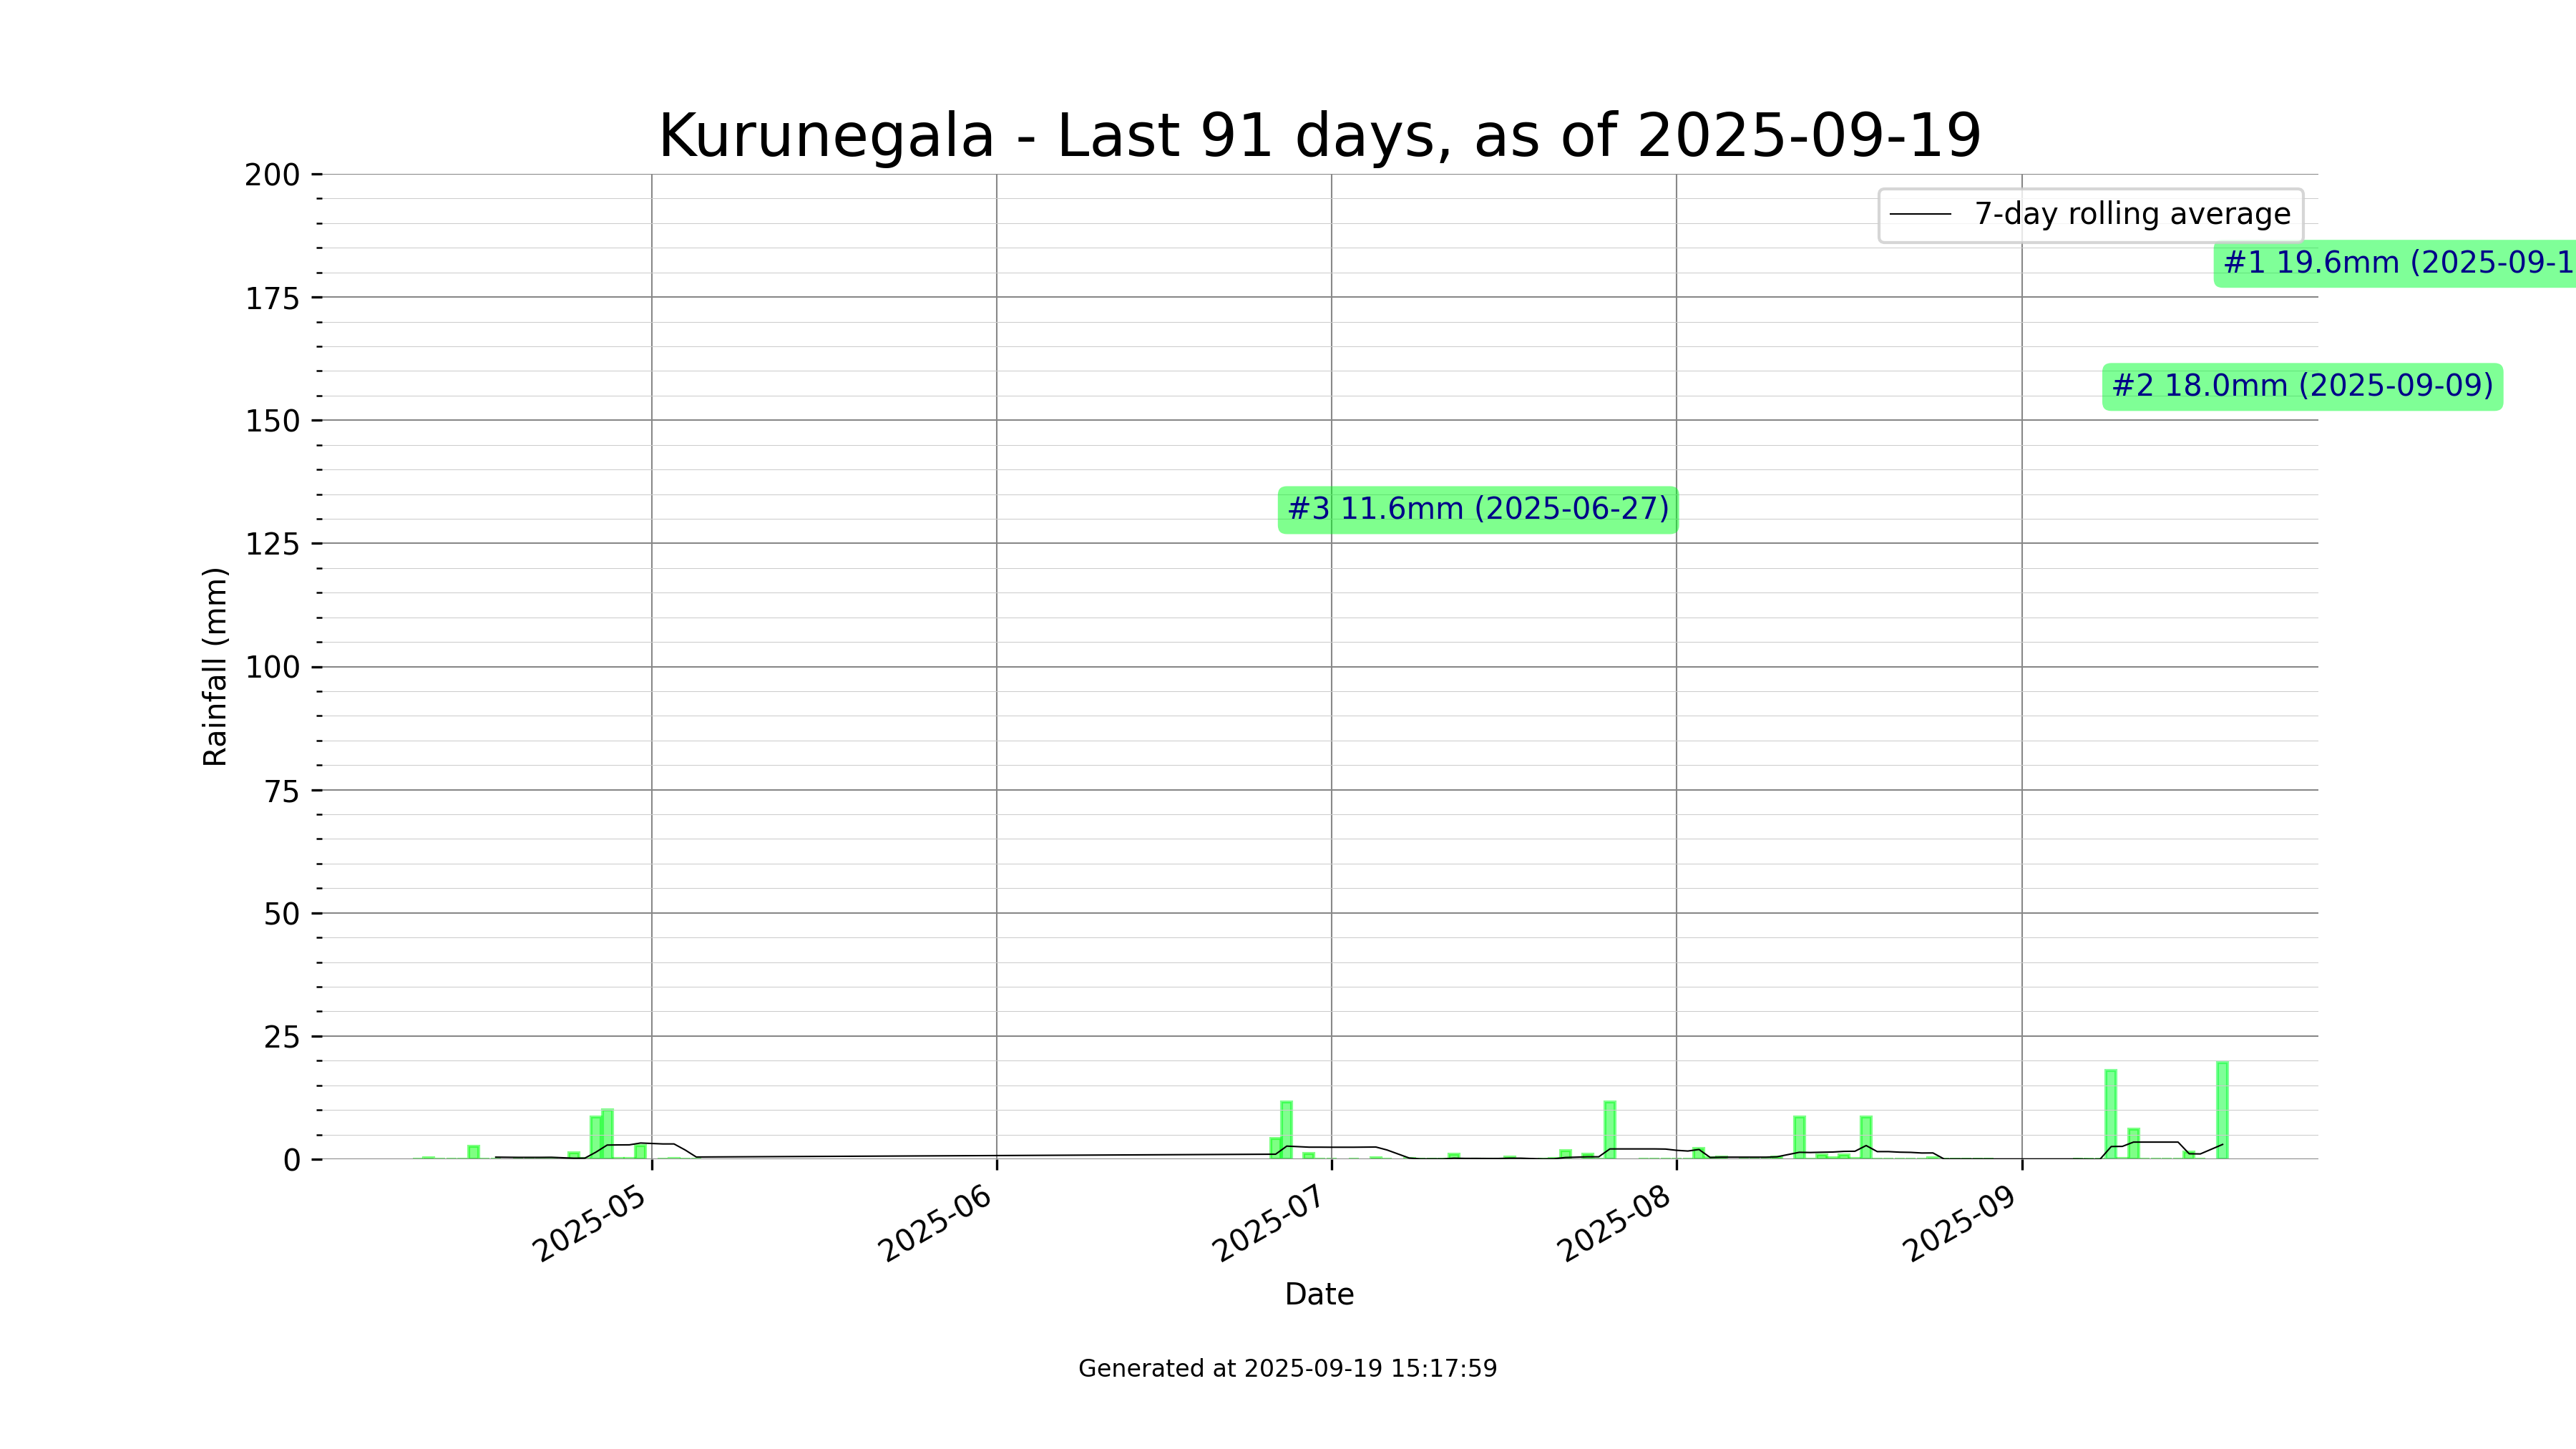 Kurunegala - Last 91 days, as of 2025-09-19
7-day rolling average
#1 19.6mm (2025-09-1
#2 18.0mm (2025-09-09)
#3 11.6mm (2025-06-27)
Rainfall (mm)
200
175
150
125
100
75
50
25
0
2025-05
2025-06
2025-07
2025-08
2025-09
Date
Generated at 2025-09-19 15:17:59